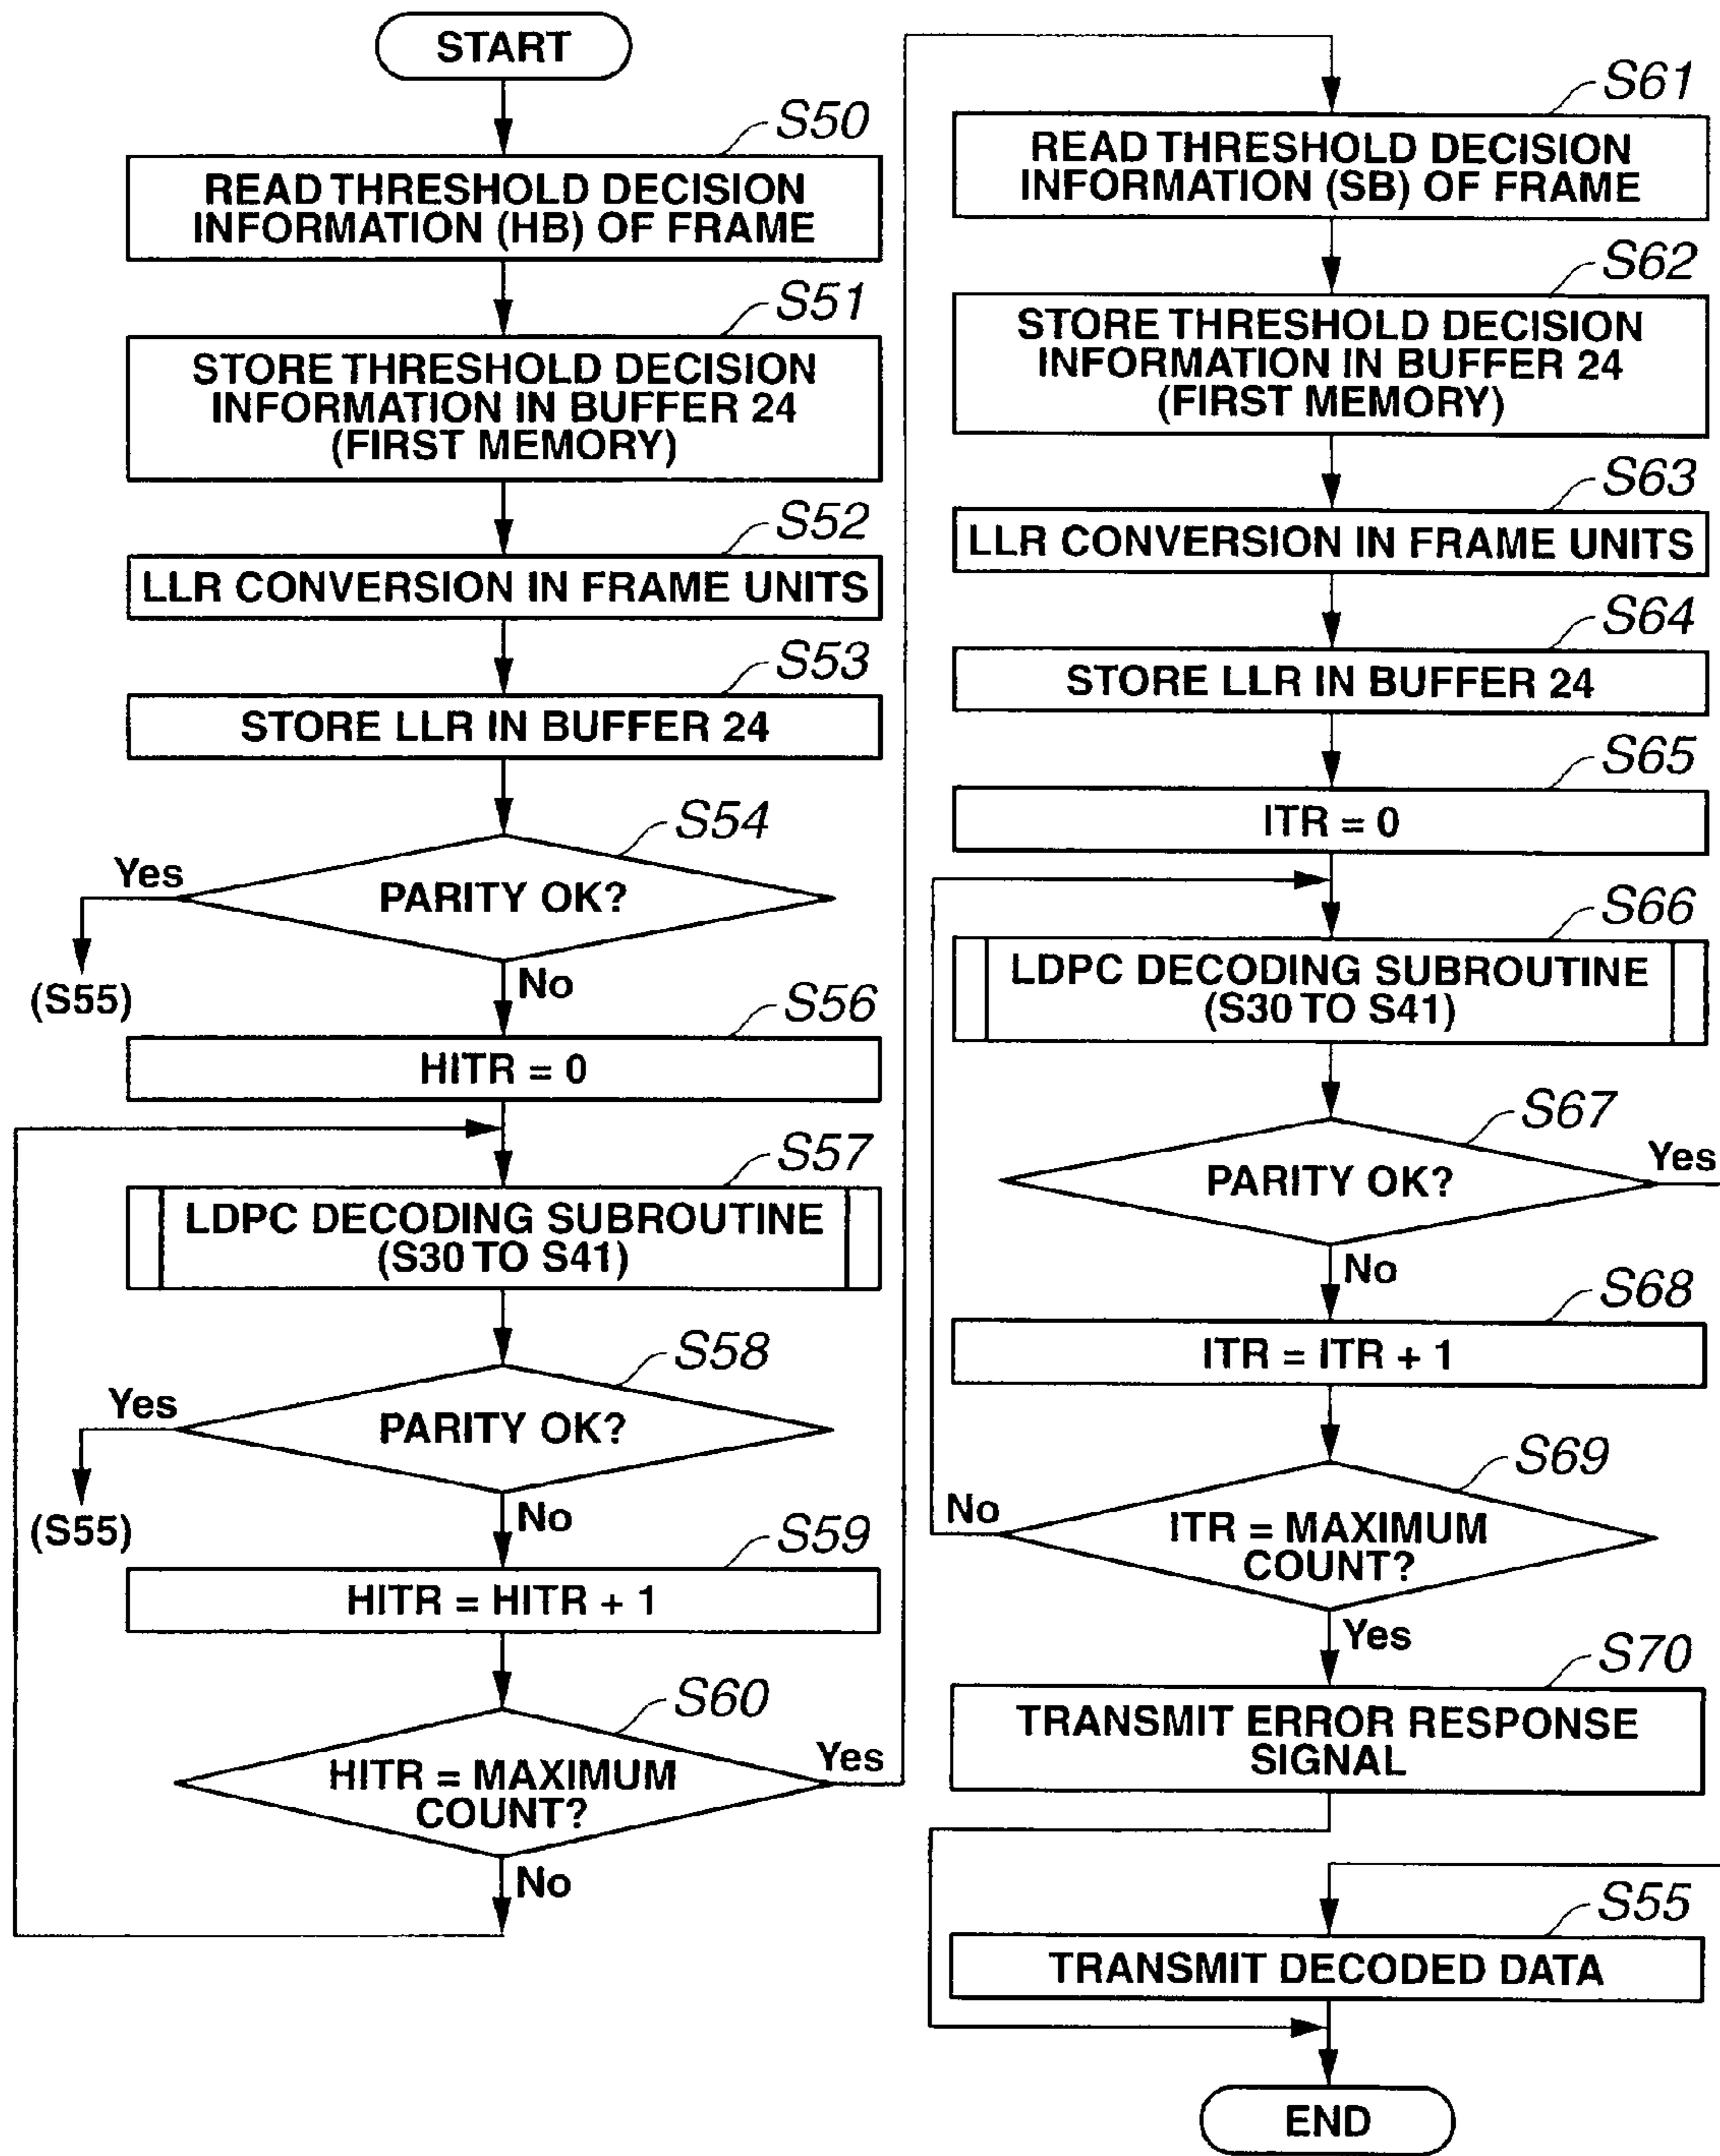 START
S50
READ THRESHOLD DECISION
INFORMATION (HB) OF FRAME
S51
STORE THRESHOLD DECISION
INFORMATION IN BUFFER 24
(FIRST MEMORY)
S52
LLR CONVERSION IN FRAME UNITS
S53
STORE LLR IN BUFFER 24
S54
PARITY OK?
Yes
(S55)
No
S56
HITR = 0
S57
LDPC DECODING SUBROUTINE
(S30 TO S41)
S58
PARITY OK?
Yes
(S55)
No
S59
HITR = HITR + 1
S60
HITR = MAXIMUM
COUNT?
Yes
No
S61
READ THRESHOLD DECISION
INFORMATION (SB) OF FRAME
S62
STORE THRESHOLD DECISION
INFORMATION IN BUFFER 24
(FIRST MEMORY)
S63
LLR CONVERSION IN FRAME UNITS
S64
STORE LLR IN BUFFER 24
S65
ITR = 0
S66
LDPC DECODING SUBROUTINE
(S30 TO S41)
S67
PARITY OK?
Yes
No
S68
ITR = ITR + 1
S69
ITR = MAXIMUM
COUNT?
No
Yes
S70
TRANSMIT ERROR RESPONSE
SIGNAL
S55
TRANSMIT DECODED DATA
END